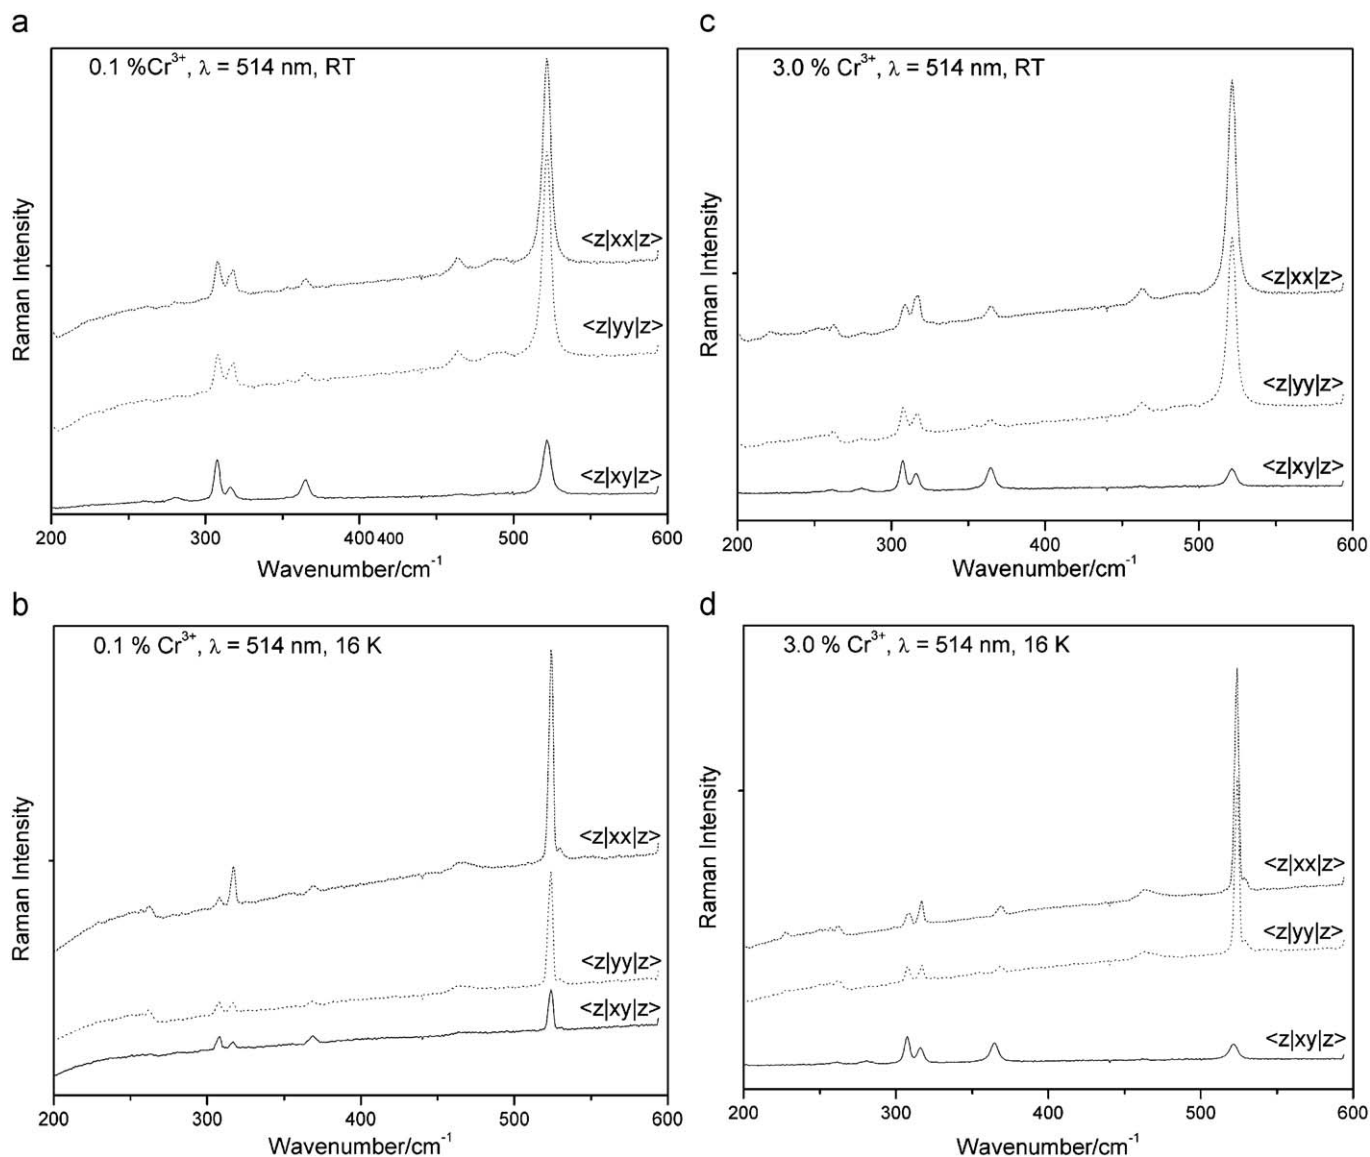 a
0.1 %Cr³⁺, λ = 514 nm, RT
Raman Intensity
<z|xx|z>
<z|yy|z>
<z|xy|z>
200 300 400 400 500 600
Wavenumber/cm⁻¹
c
3.0 % Cr³⁺, λ = 514 nm, RT
Raman Intensity
<z|xx|z>
<z|yy|z>
<z|xy|z>
200 300 400 500 600
Wavenumber/cm⁻¹
b
0.1 % Cr³⁺, λ = 514 nm, 16 K
Raman Intensity
<z|xx|z>
<z|yy|z>
<z|xy|z>
200 300 400 500 600
Wavenumber/cm⁻¹
d
3.0 % Cr³⁺, λ = 514 nm, 16 K
Raman Intensity
<z|xx|z>
<z|yy|z>
<z|xy|z>
200 300 400 500 600
Wavenumber/cm⁻¹